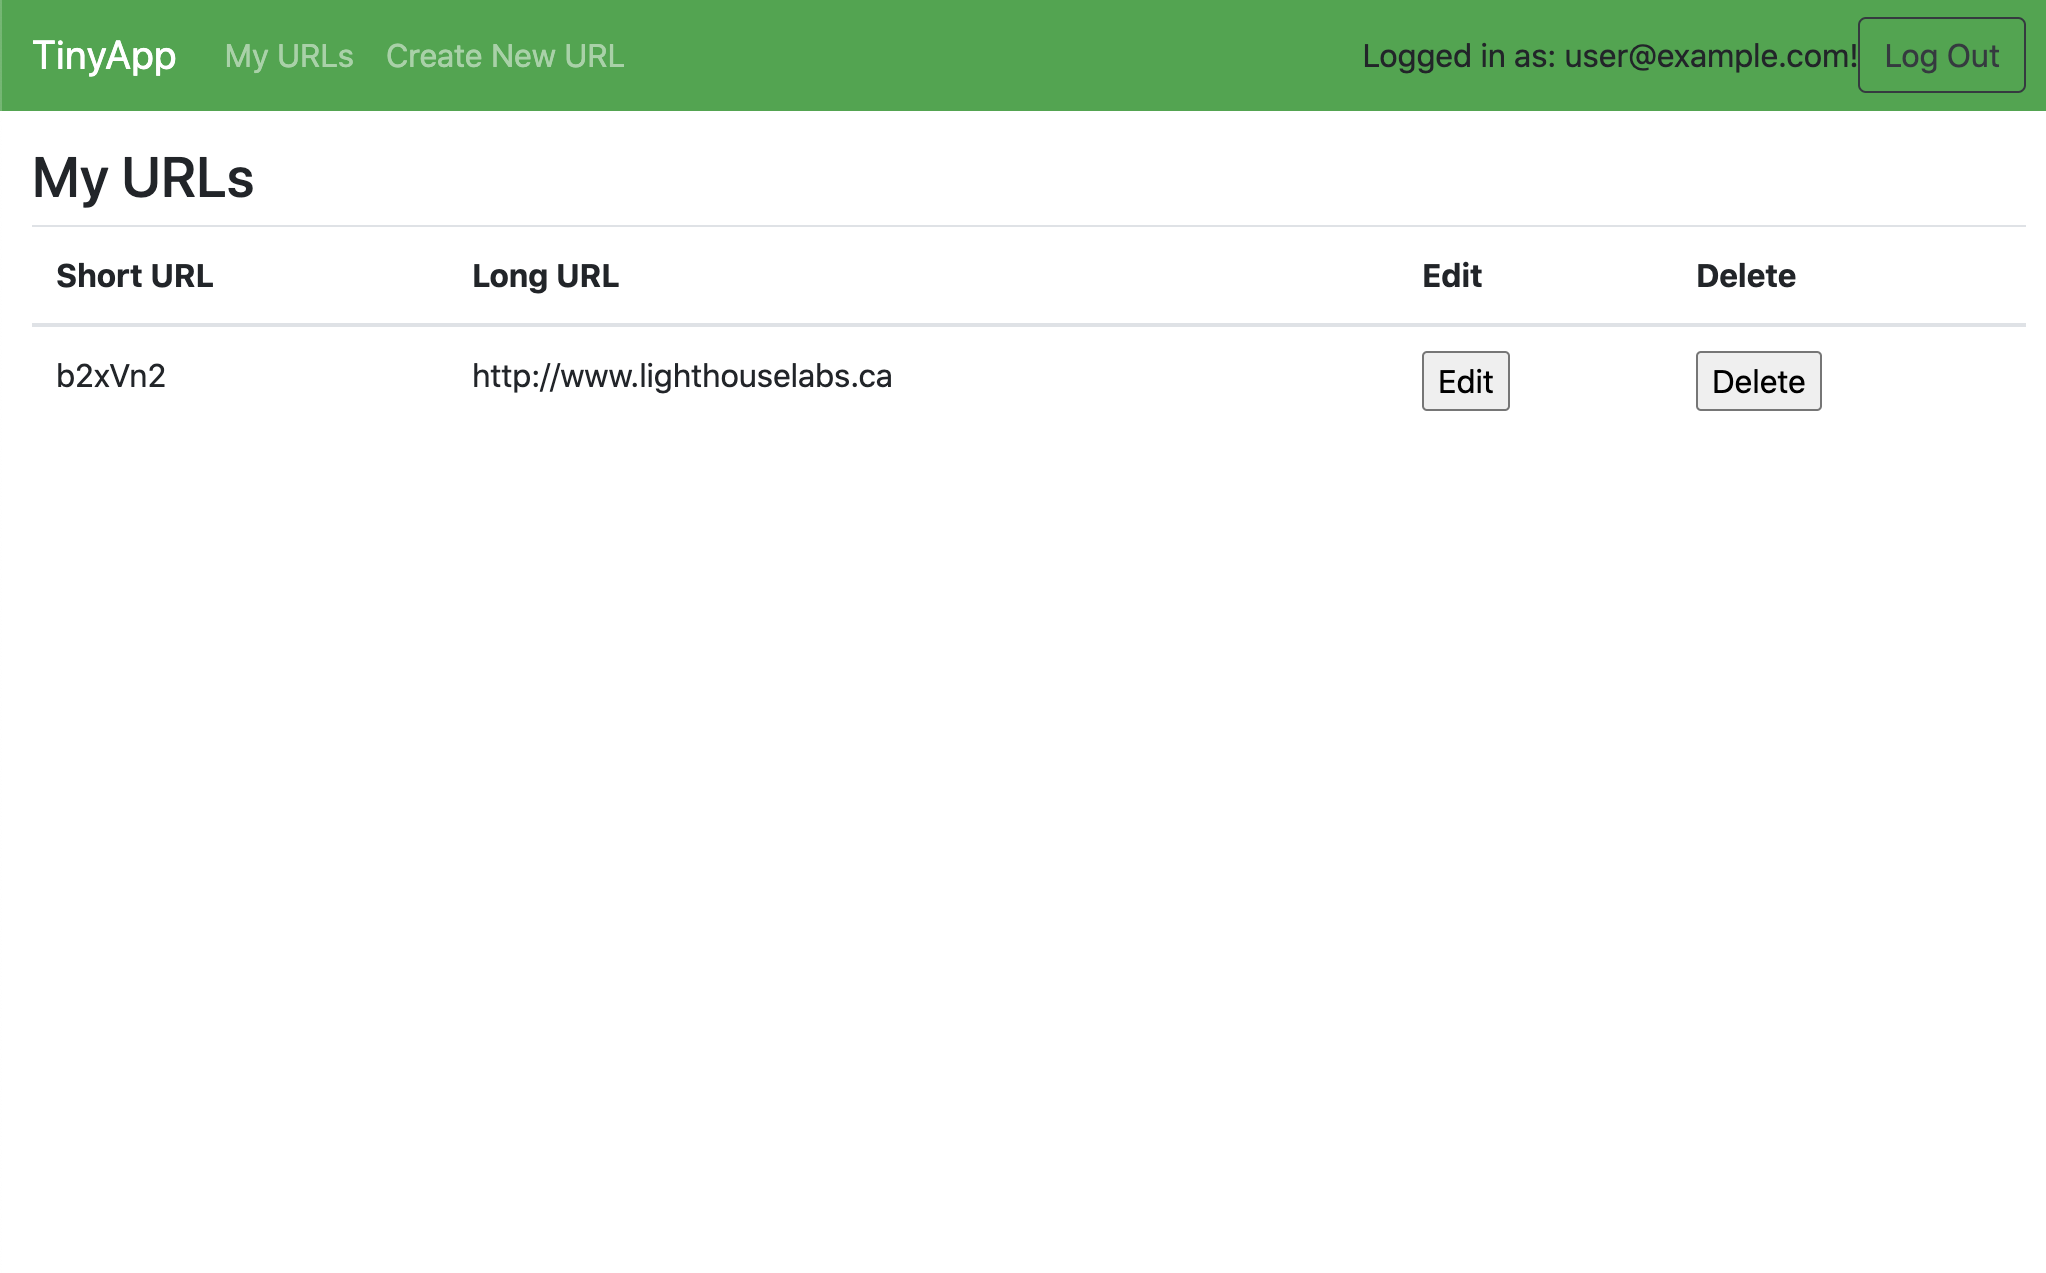 TinyApp My URLs Create New URL Logged in as: user@example.com! Log Out
My URLs
Short URL Long URL Edit Delete
b2xVn2 http://www.lighthouselabs.ca Edit Delete